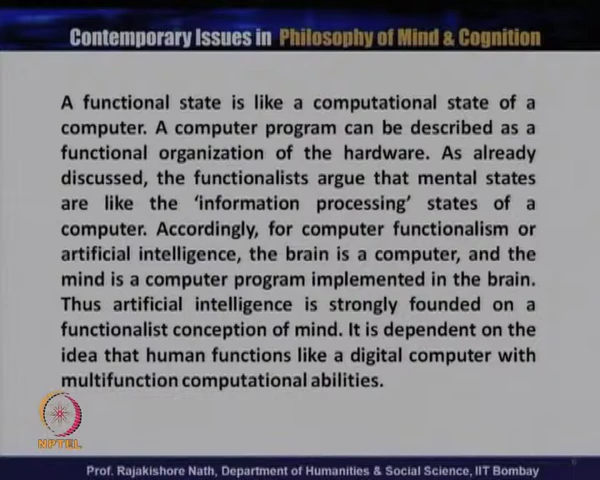 Contemporary Issues in Philosophy of Mind & Cognition
A functional state is like a computational state of a
computer. A computer program can be described as a
functional organization of the hardware. As already
discussed, the functionalists argue that mental states
are like the 'information processing' states of a
computer. Accordingly, for computer functionalism or
artificial intelligence, the brain is a computer, and the
mind is a computer program implemented in the brain.
Thus artificial intelligence is strongly founded on a
functionalist conception of mind. It is dependent on the
idea that human functions like a digital computer with
multifunction computational abilities.
NPTEL
Prof. Rajakishore Nath, Department of Humanities & Social Science, IIT Bombay